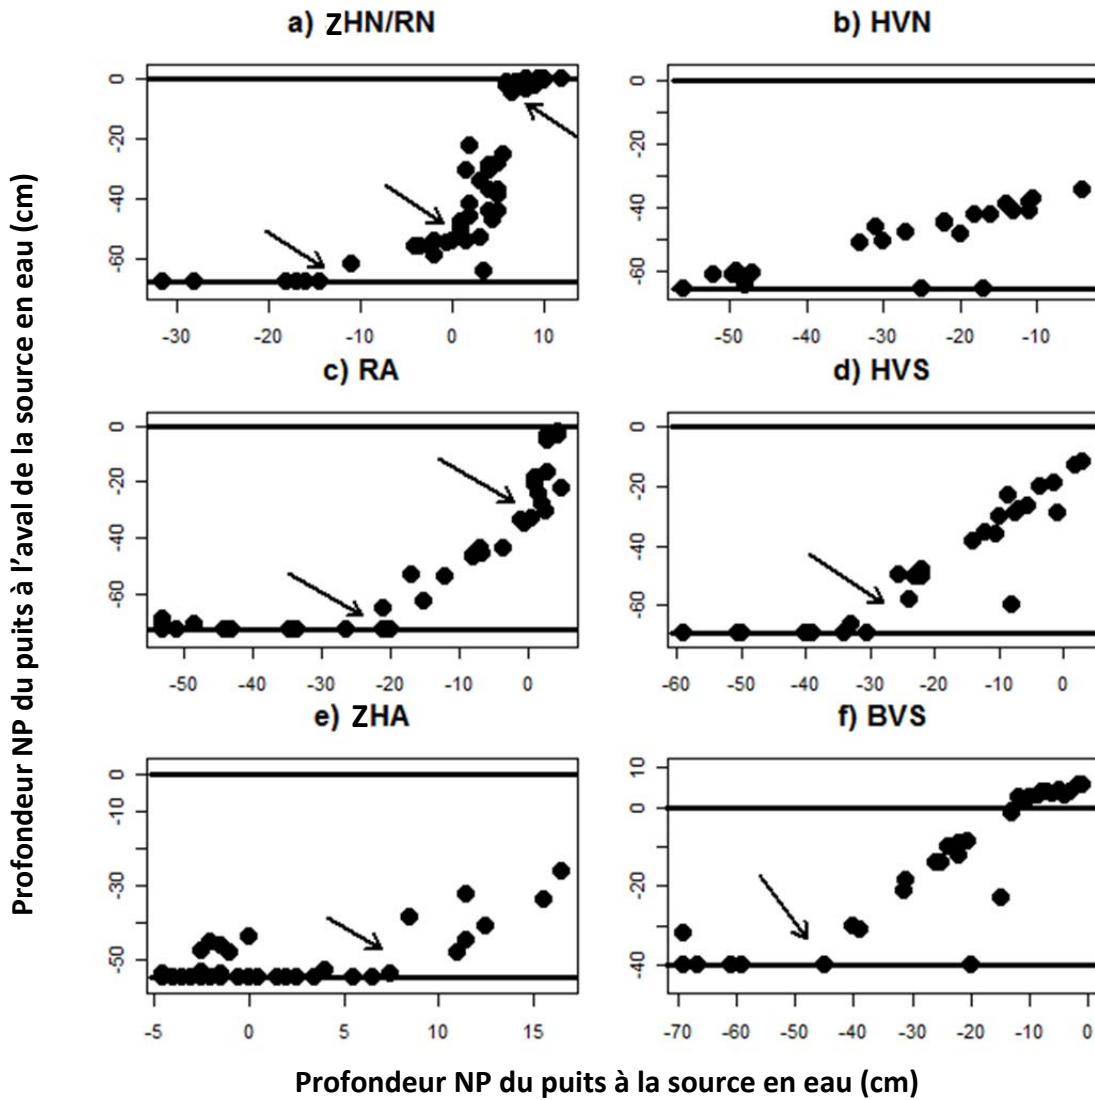 a) ZHN/RN
b) HVN
0
-20
-40
-60
-30 -20 -10 0 10
0
-20
-40
-60
-50 -40 -30 -20 -10
c) RA
d) HVS
0
-20
-40
-60
-50 -40 -30 -20 -10 0
0
-20
-40
-60
-60 -50 -40 -30 -20 -10 0
e) ZHA
f) BVS
0
-10
-30
-50
-5 0 5 10 15
10
0
-20
-40
-70 -60 -50 -40 -30 -20 -10 0
Profondeur NP du puits à l'aval de la source en eau (cm)
Profondeur NP du puits à la source en eau (cm)